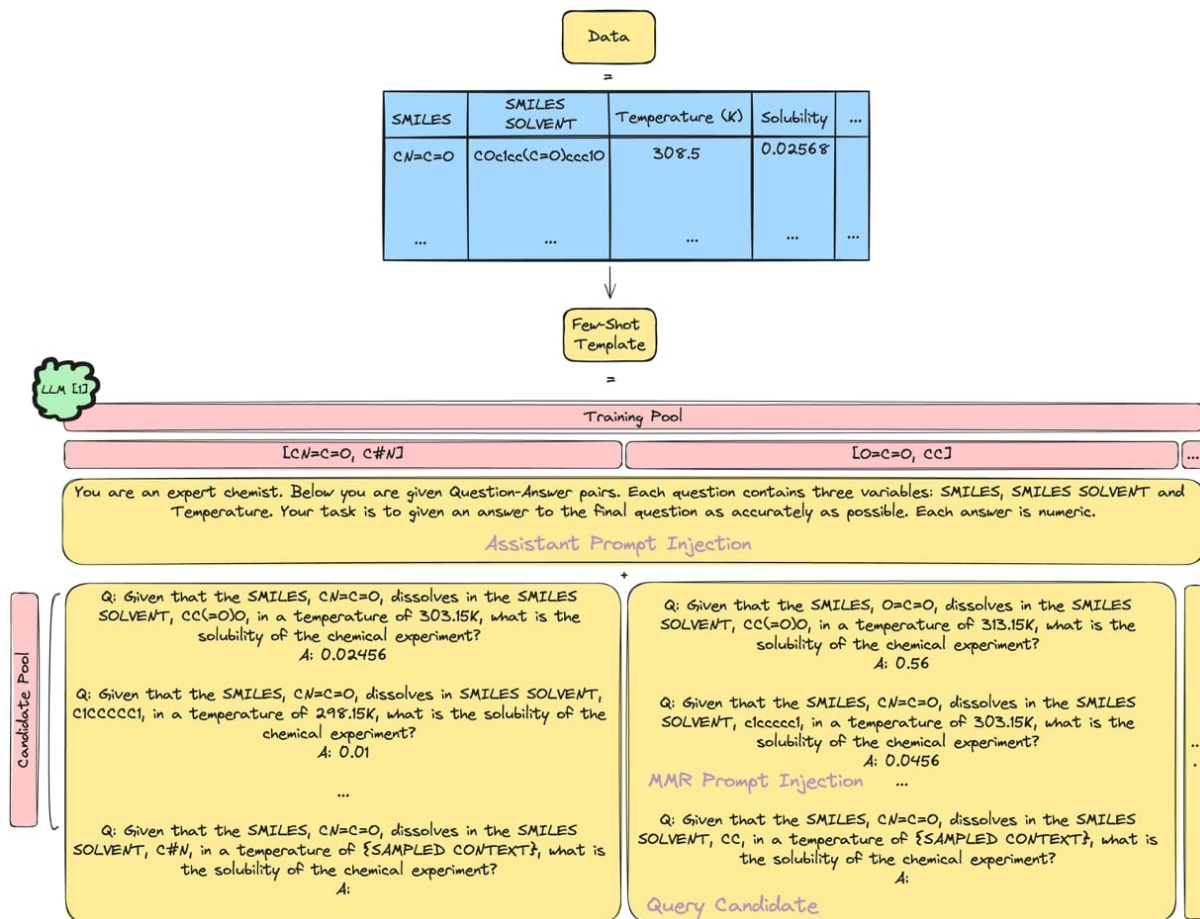 Data
=
SMILES
SMILES
SOLVENT
Temperature (K)
Solubility
...
CN=C=O
COc1cc(C=O)ccc1O
308.5
0.02568
...
...
...
...
...
Few-Shot
Template
=
LLM [1]
Training Pool
[CN=C=O, C#N]
[O=C=O, CC]
...
You are an expert chemist. Below you are given Question-Answer pairs. Each question contains three variables: SMILES, SMILES SOLVENT and
Temperature. Your task is to given an answer to the final question as accurately as possible. Each answer is numeric.
Assistant Prompt Injection
+
Candidate Pool
Q: Given that the SMILES, CN=C=O, dissolves in the SMILES
SOLVENT, CC(=O)O, in a temperature of 303.15K, what is the
solubility of the chemical experiment?
A: 0.02456
Q: Given that the SMILES, CN=C=O, dissolves in SMILES SOLVENT,
C1CCCCC1, in a temperature of 298.15K, what is the solubility of the
chemical experiment?
A: 0.01
...
Q: Given that the SMILES, CN=C=O, dissolves in the SMILES
SOLVENT, C#N, in a temperature of {SAMPLED CONTEXT}, what is
the solubility of the chemical experiment?
A:
Q: Given that the SMILES, O=C=O, dissolves in the SMILES
SOLVENT, CC(=O)O, in a temperature of 313.15K, what is the
solubility of the chemical experiment?
A: 0.56
Q: Given that the SMILES, CN=C=O, dissolves in the SMILES
SOLVENT, c1ccccc1, in a temperature of 303.15K, what is the
solubility of the chemical experiment?
A: 0.0456
MMR Prompt Injection ...
Q: Given that the SMILES, CN=C=O, dissolves in the SMILES
SOLVENT, CC, in a temperature of {SAMPLED CONTEXT}, what is
the solubility of the chemical experiment?
A:
Query Candidate
..
.